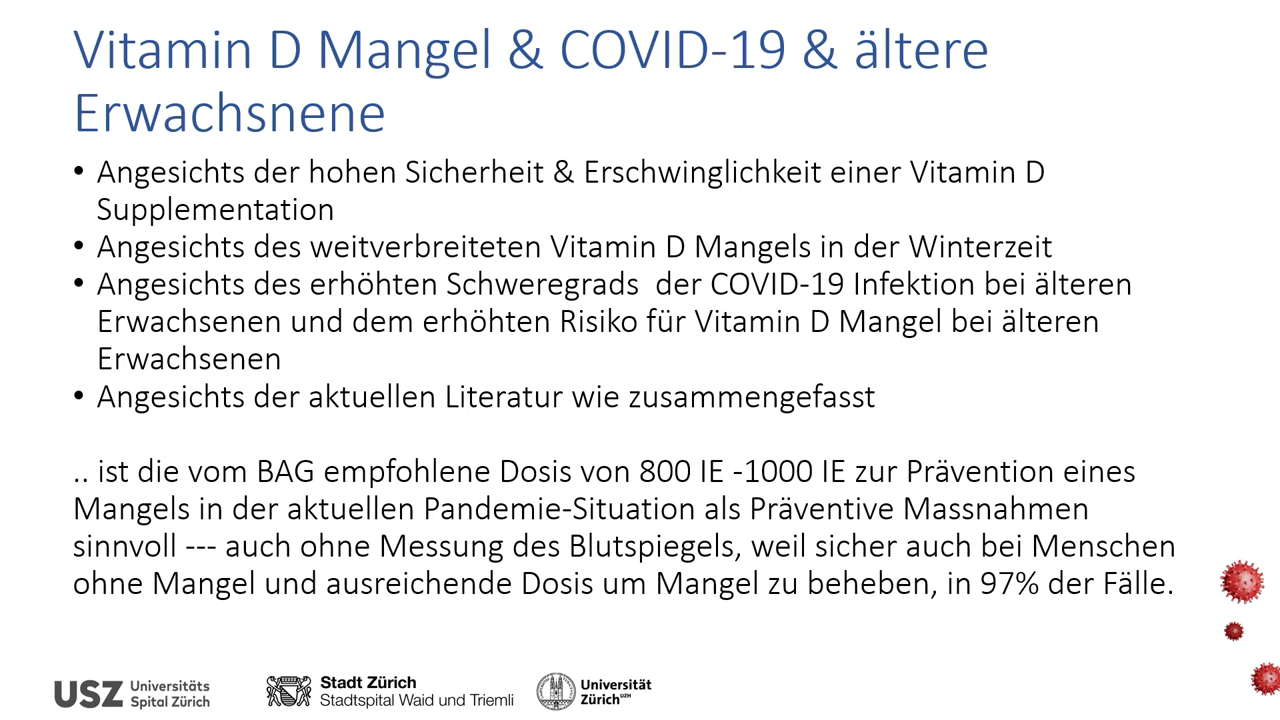 Vitamin D Mangel & COVID-19 & ältere
Erwachsnene
• Angesichts der hohen Sicherheit & Erschwinglichkeit einer Vitamin D
Supplementation
• Angesichts des weitverbreiteten Vitamin D Mangels in der Winterzeit
• Angesichts des erhöhten Schweregrads  der COVID-19 Infektion bei älteren
Erwachsenen und dem erhöhten Risiko für Vitamin D Mangel bei älteren
Erwachsenen
• Angesichts der aktuellen Literatur wie zusammengefasst
.. ist die vom BAG empfohlene Dosis von 800 IE -1000 IE zur Prävention eines
Mangels in der aktuellen Pandemie-Situation als Präventive Massnahmen
sinnvoll --- auch ohne Messung des Blutspiegels, weil sicher auch bei Menschen
ohne Mangel und ausreichende Dosis um Mangel zu beheben, in 97% der Fälle.
USZ Universitäts
Spital Zürich
Stadt Zürich
Stadtspital Waid und Triemli
Universität
Zürich UZH